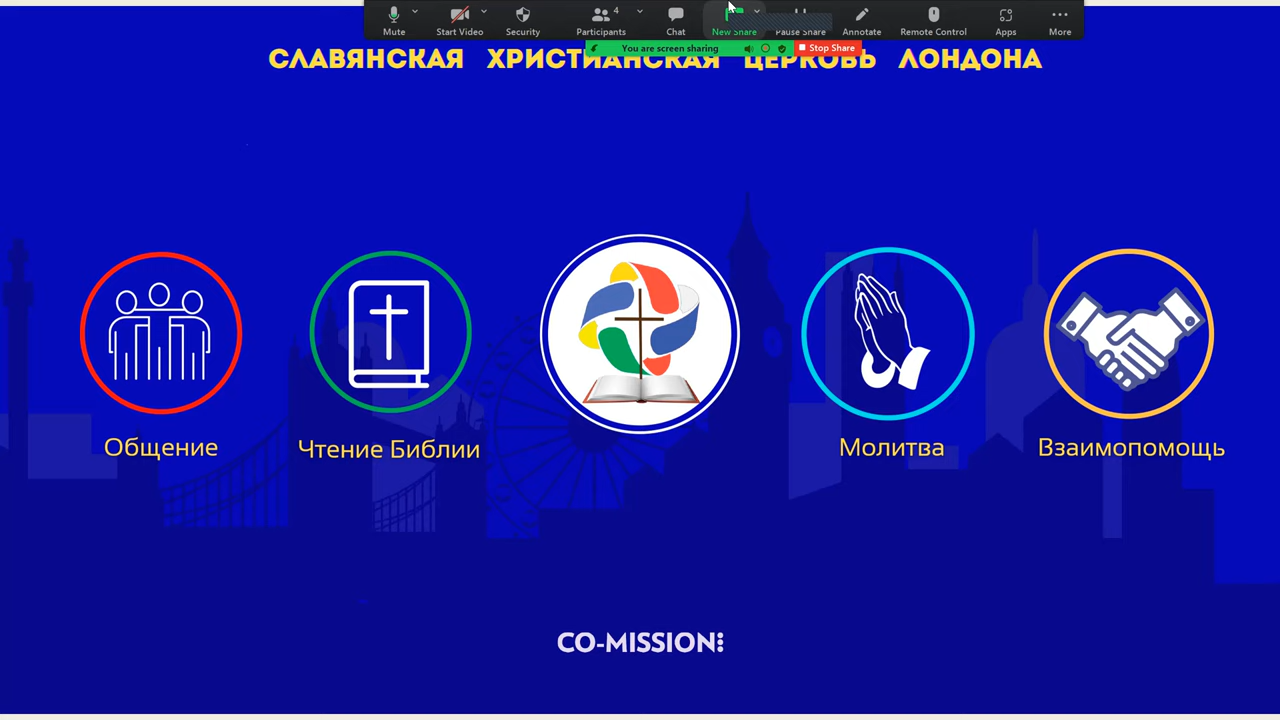 4
Mute
Start Video
Security
Participants
Chat
New Share
Pause Share
Annotate
Remote Control
Apps
More
You are screen sharing
Stop Share
СЛАВЯНСКАЯ ХРИСТИАНСКАЯ ЦЕРКОВЬ ЛОНДОНА
Общение
Чтение Библии
Молитва
Взаимопомощь
CO-MISSION